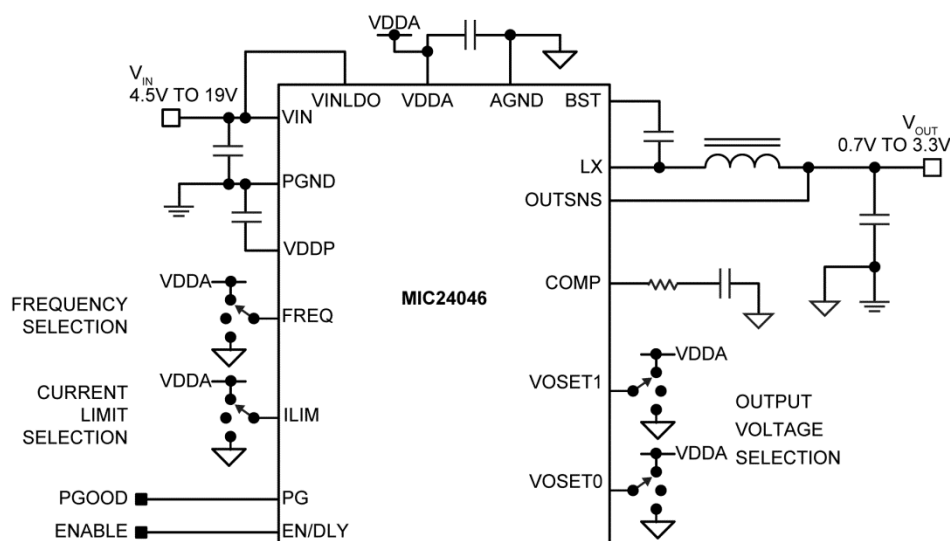 VDDA
V_IN
4.5V TO 19V
VINLDO
VDDA
AGND
BST
VIN
V_OUT
0.7V TO 3.3V
LX
PGND
OUTSNS
VDDP
COMP
MIC24046
VDDA
FREQUENCY
SELECTION
FREQ
VDDA
CURRENT
LIMIT
SELECTION
ILIM
VDDA
VOSET1
OUTPUT
VOLTAGE
SELECTION
VDDA
VOSET0
PGOOD
PG
ENABLE
EN/DLY